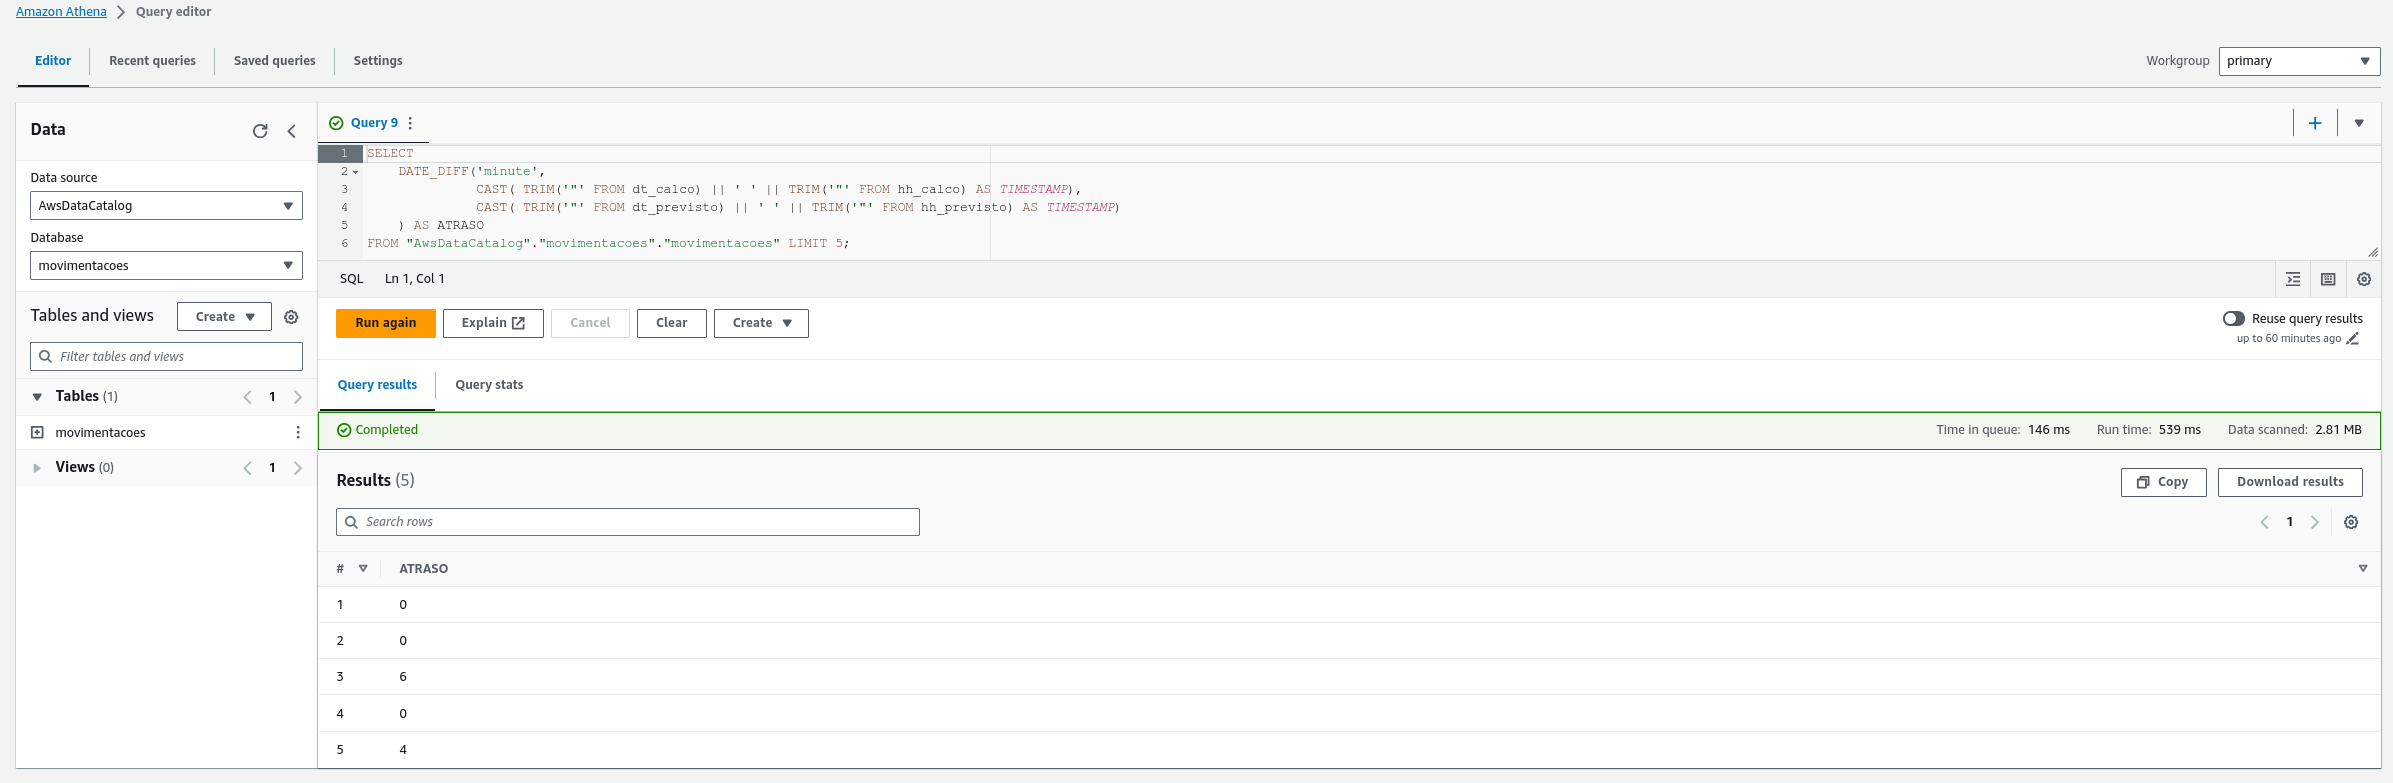 Amazon Athena > Query editor
Editor Recent queries Saved queries Settings
Workgroup primary
Data
Data source
AwsDataCatalog
Database
movimentacoes
Tables and views Create
Filter tables and views
Tables (1) < 1 >
movimentacoes
Views (0) < 1 >
Query 9
1 SELECT
2 DATE_DIFF('minute',
3 CAST( TRIM('"' FROM dt_calco) || ' ' || TRIM('"' FROM hh_calco) AS TIMESTAMP),
4 CAST( TRIM('"' FROM dt_previsto) || ' ' || TRIM('"' FROM hh_previsto) AS TIMESTAMP)
5 ) AS ATRASO
6 FROM "AwsDataCatalog"."movimentacoes"."movimentacoes" LIMIT 5;
SQL Ln 1, Col 1
Run again Explain Cancel Clear Create
Reuse query results
up to 60 minutes ago
Query results Query stats
Completed Time in queue: 146 ms Run time: 539 ms Data scanned: 2.81 MB
Results (5) Copy Download results
Search rows < 1 >
# ATRASO
1 0
2 0
3 6
4 0
5 4